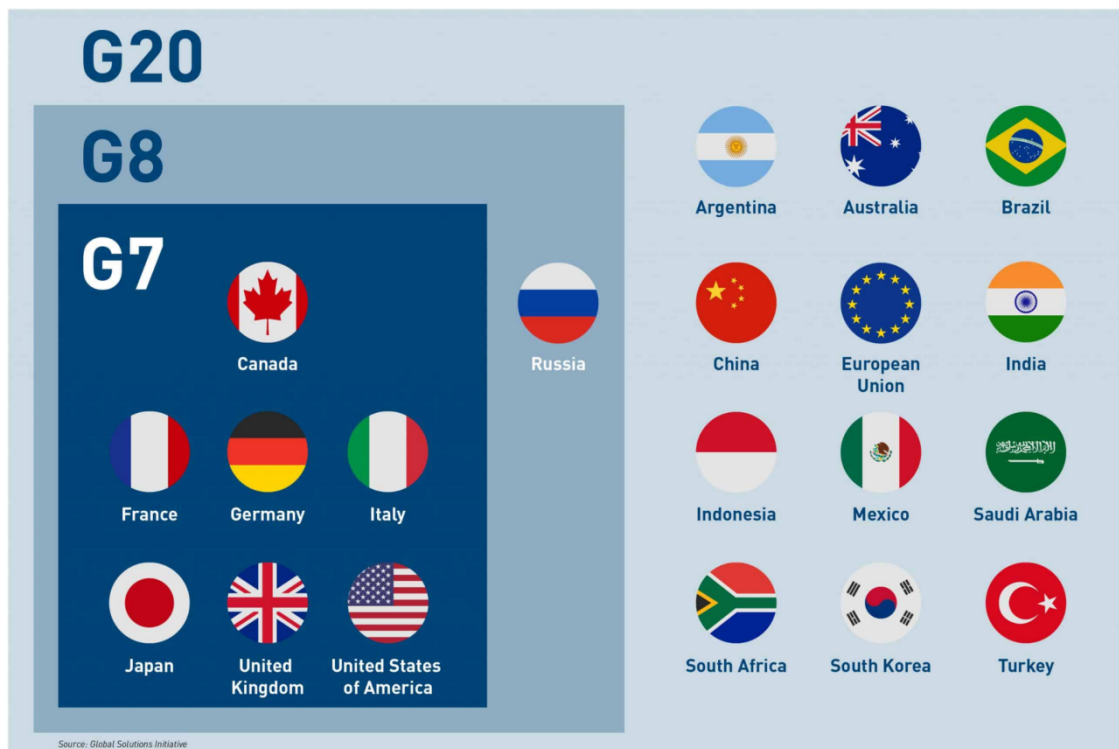 G20
G8
G7
Canada
Russia
France
Germany
Italy
Japan
United
Kingdom
United States
of America
Argentina
Australia
Brazil
China
European
Union
India
Indonesia
Mexico
Saudi Arabia
South Africa
South Korea
Turkey
Source: Global Solutions Initiative